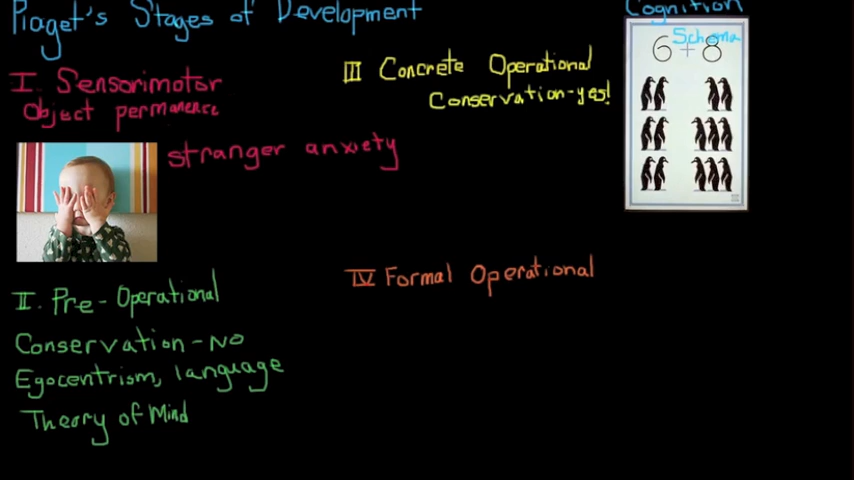 Piaget's Stages of Development
Cognition
Schema
6 + 8
I. Sensorimotor
Object permanence
stranger anxiety
II. Pre-Operational
Conservation-No
Egocentrism, language
Theory of Mind
III Concrete Operational
Conservation-yes!
IV Formal Operational